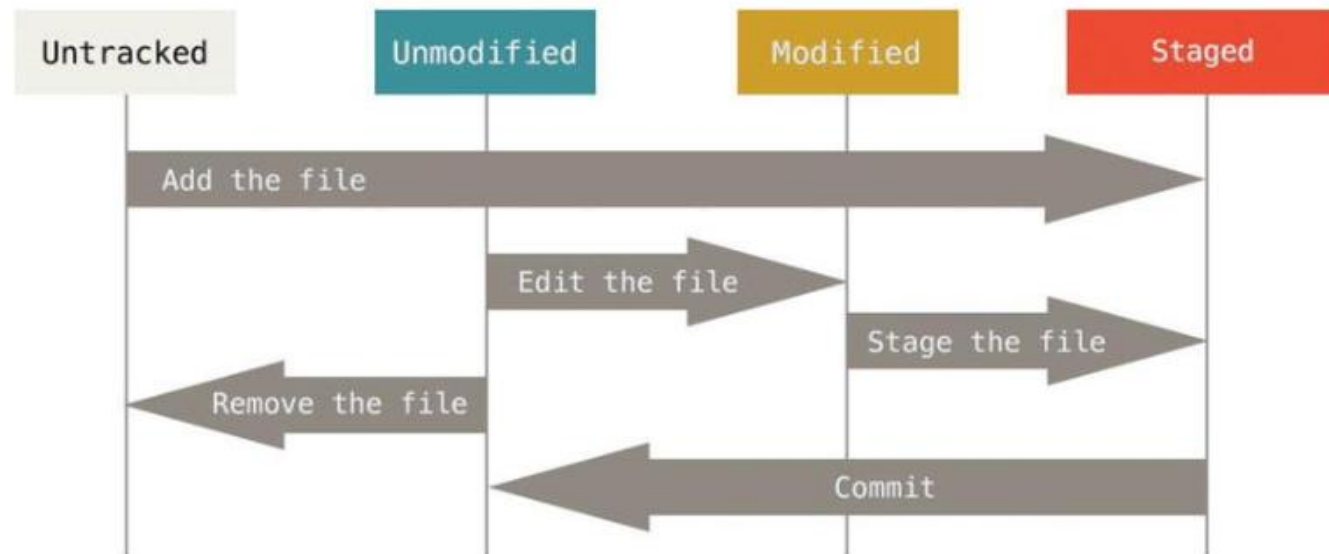 Untracked
Unmodified
Modified
Staged
Add the file
Edit the file
Stage the file
Remove the file
Commit